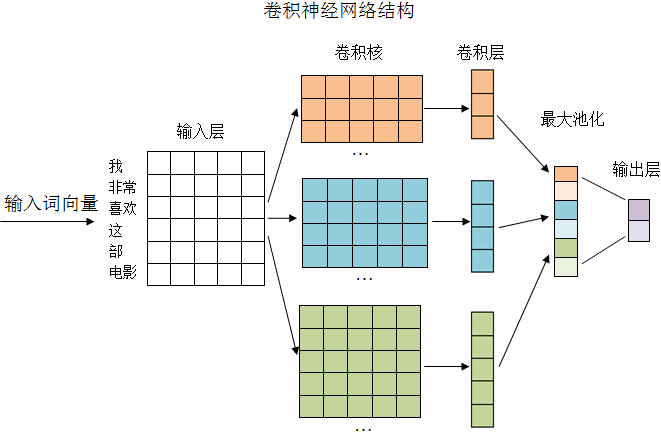 卷积神经网络结构
卷积核
卷积层
最大池化
输入层
输出层
我
非常
喜欢
这
部
电影
输入词向量
...
...
...